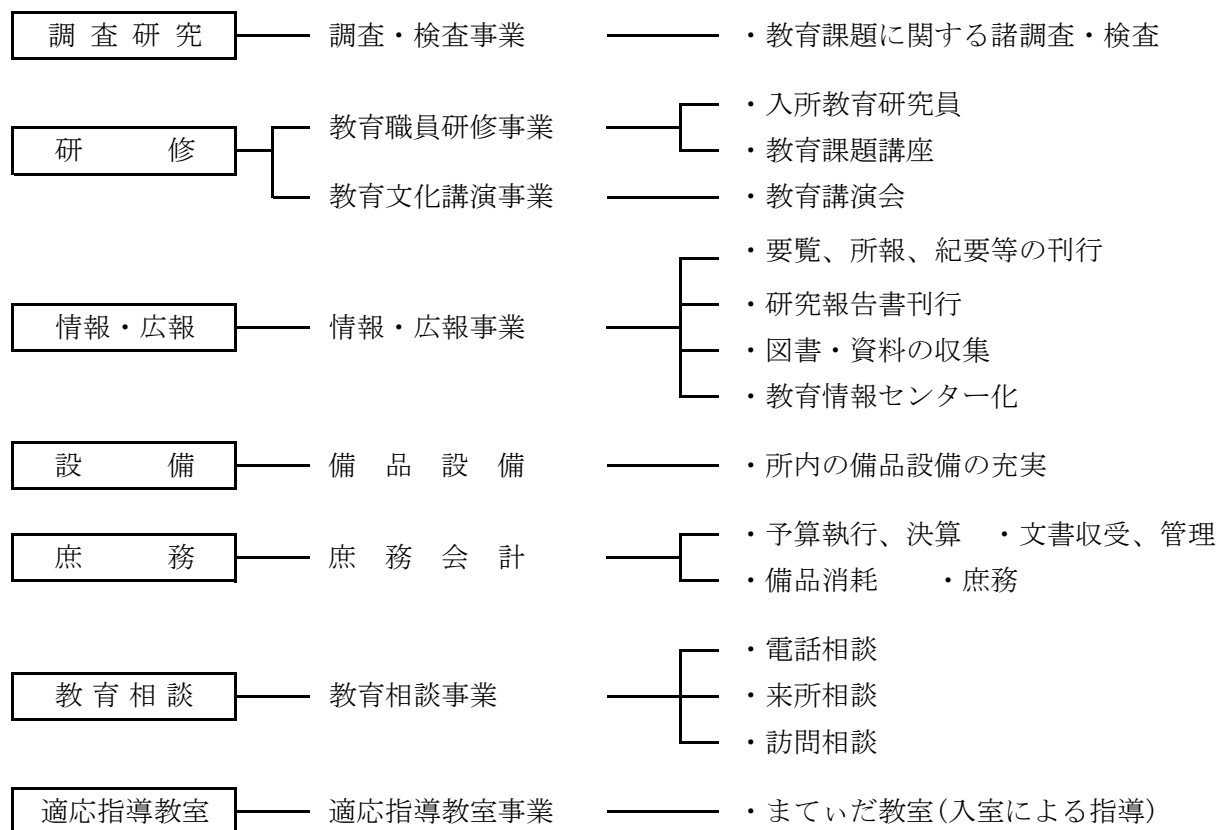 調査研究 調査・検査事業 ・教育課題に関する諸調査・検査
・入所教育研究員
教育職員研修事業
研修
・教育課題講座
教育文化講演事業 ・教育講演会
・要覧、所報、紀要等の刊行
・研究報告書刊行
情報・広報 情報・広報事業
・図書・資料の収集
・教育情報センター化
設備 備品設備 ・所内の備品設備の充実
・予算執行、決算 ・文書収受、管理
庶務 庶務会計
・備品消耗 ・庶務
・電話相談
教育相談 教育相談事業 ・来所相談
・訪問相談
適応指導教室 適応指導教室事業 ・まてぃだ教室(入室による指導)